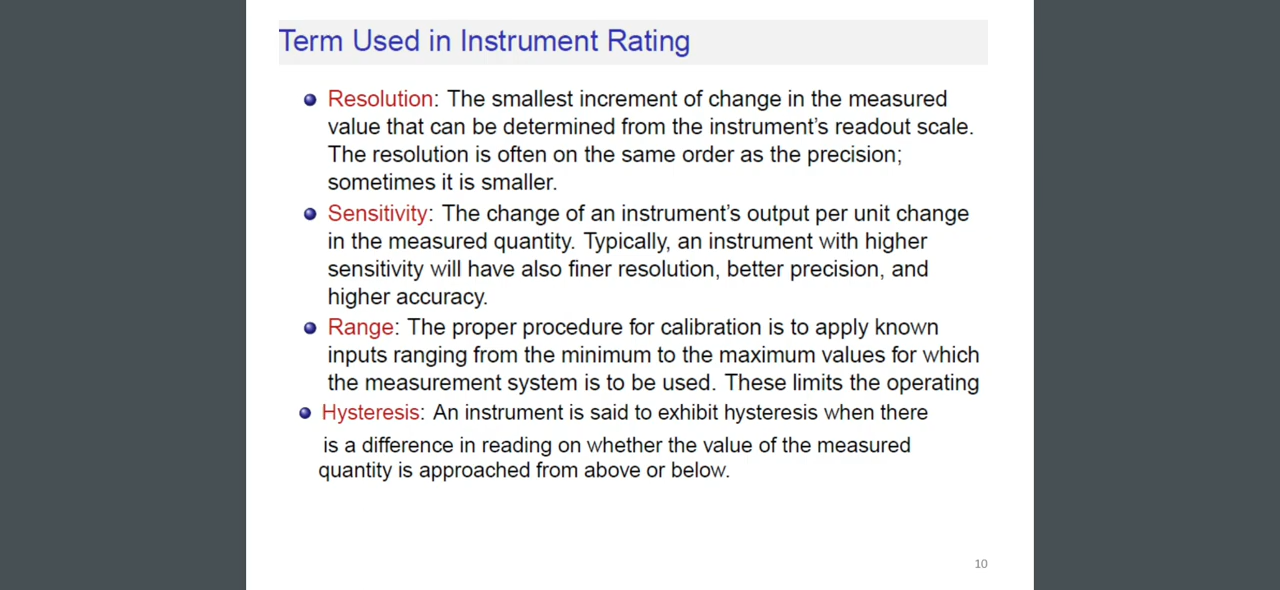 Term Used in Instrument Rating
Resolution: The smallest increment of change in the measured
value that can be determined from the instrument's readout scale.
The resolution is often on the same order as the precision;
sometimes it is smaller.
Sensitivity: The change of an instrument's output per unit change
in the measured quantity. Typically, an instrument with higher
sensitivity will have also finer resolution, better precision, and
higher accuracy.
Range: The proper procedure for calibration is to apply known
inputs ranging from the minimum to the maximum values for which
the measurement system is to be used. These limits the operating
Hysteresis: An instrument is said to exhibit hysteresis when there
is a difference in reading on whether the value of the measured
quantity is approached from above or below.
10